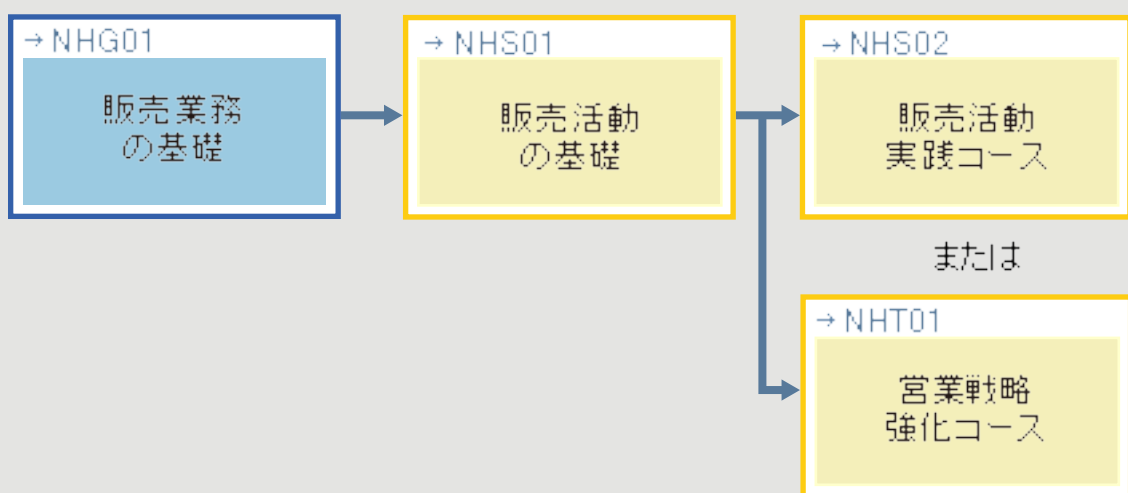 → NHG01
販売業務
の基礎
→ NHS01
販売活動
の基礎
→ NHS02
販売活動
実践コース
または
→ NHT01
営業戦略
強化コース